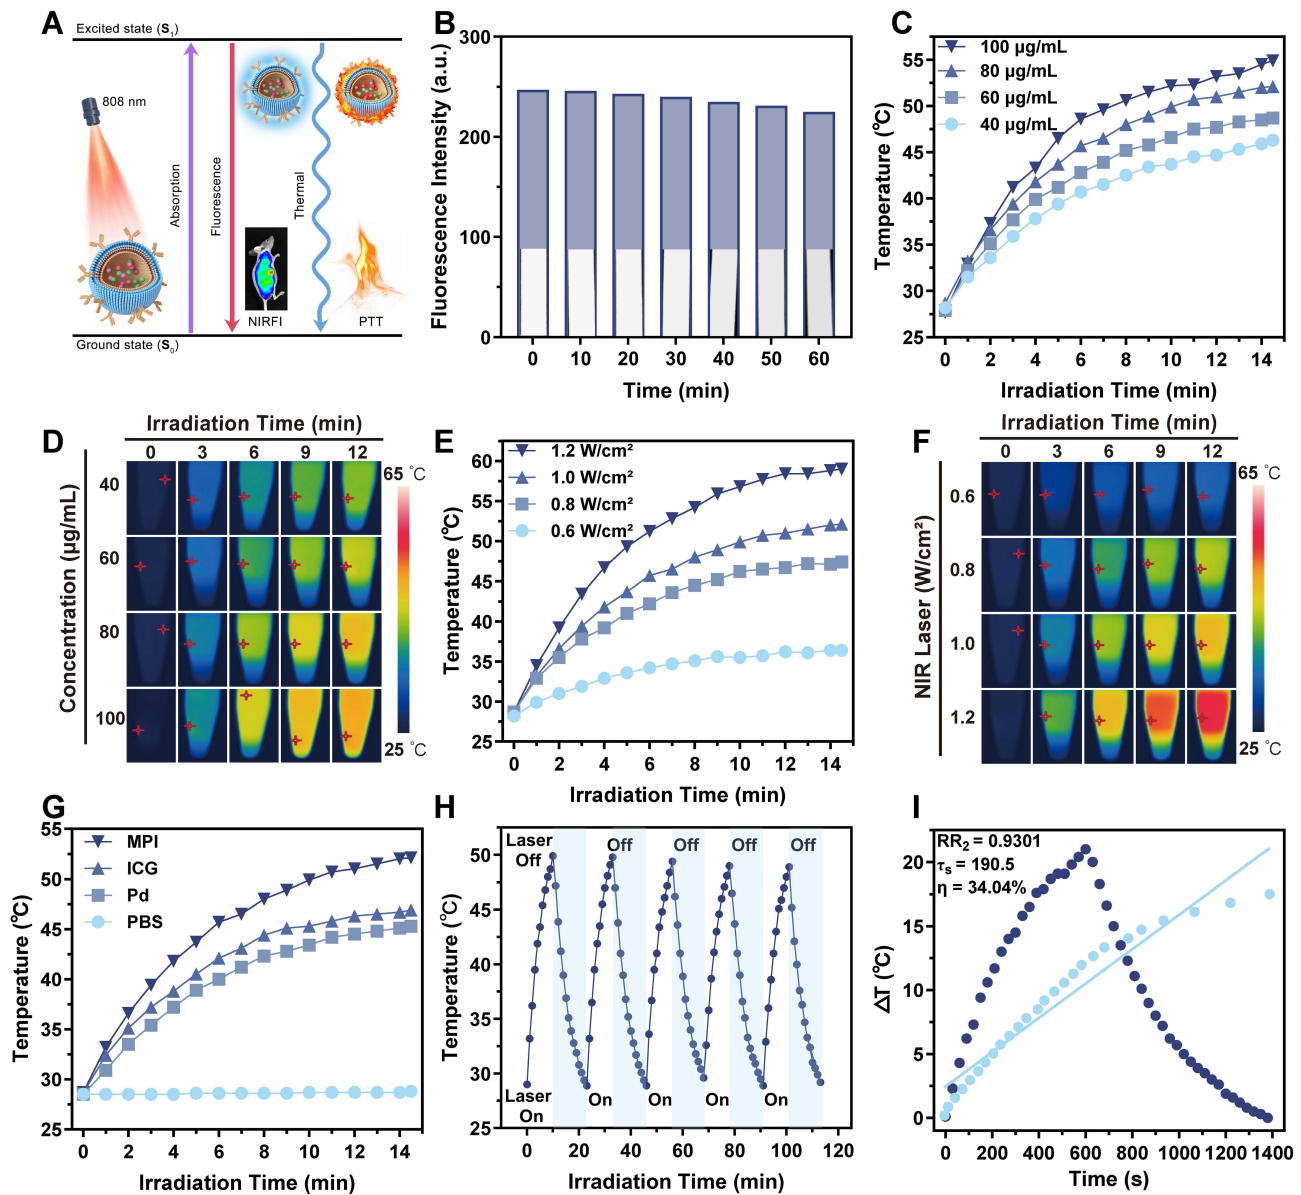 A
Excited state (S1)
808 nm
Absorption
Fluorescence
Thermal
NIRFI
PTT
Ground state (S0)
B
Fluorescence Intensity (a.u.)
300
200
100
0
0 10 20 30 40 50 60
Time (min)
C
Temperature (°C)
55
50
45
40
35
30
25
100 μg/mL
80 μg/mL
60 μg/mL
40 μg/mL
0 2 4 6 8 10 12 14
Irradiation Time (min)
D
Irradiation Time (min)
0 3 6 9 12
Concentration (μg/mL)
40
60
80
100
65 °C
25 °C
E
Temperature (°C)
60
55
50
45
40
35
30
25
1.2 W/cm²
1.0 W/cm²
0.8 W/cm²
0.6 W/cm²
0 2 4 6 8 10 12 14
Irradiation Time (min)
F
Irradiation Time (min)
0 3 6 9 12
NIR Laser (W/cm²)
0.6
0.8
1.0
1.2
65 °C
25 °C
G
Temperature (°C)
55
50
45
40
35
30
25
MPI
ICG
Pd
PBS
0 2 4 6 8 10 12 14
Irradiation Time (min)
H
Temperature (°C)
50
45
40
35
30
25
Laser
Off
Off Off Off Off
Laser
On
On On On On
0 20 40 60 80 100 120
Irradiation Time (min)
I
ΔT (°C)
20
15
10
5
0
RR2 = 0.9301
τs = 190.5
η = 34.04%
0 200 400 600 800 1000 1200 1400
Time (s)